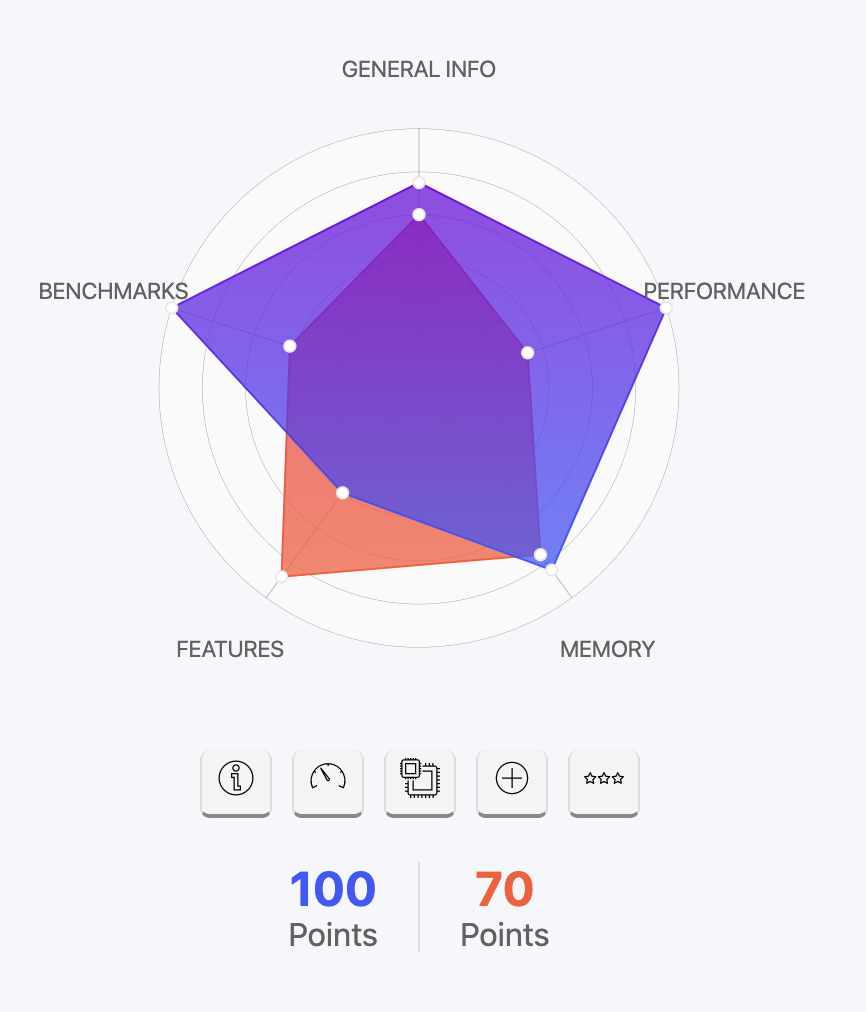 GENERAL INFO
BENCHMARKS
PERFORMANCE
FEATURES
MEMORY
100
Points
70
Points